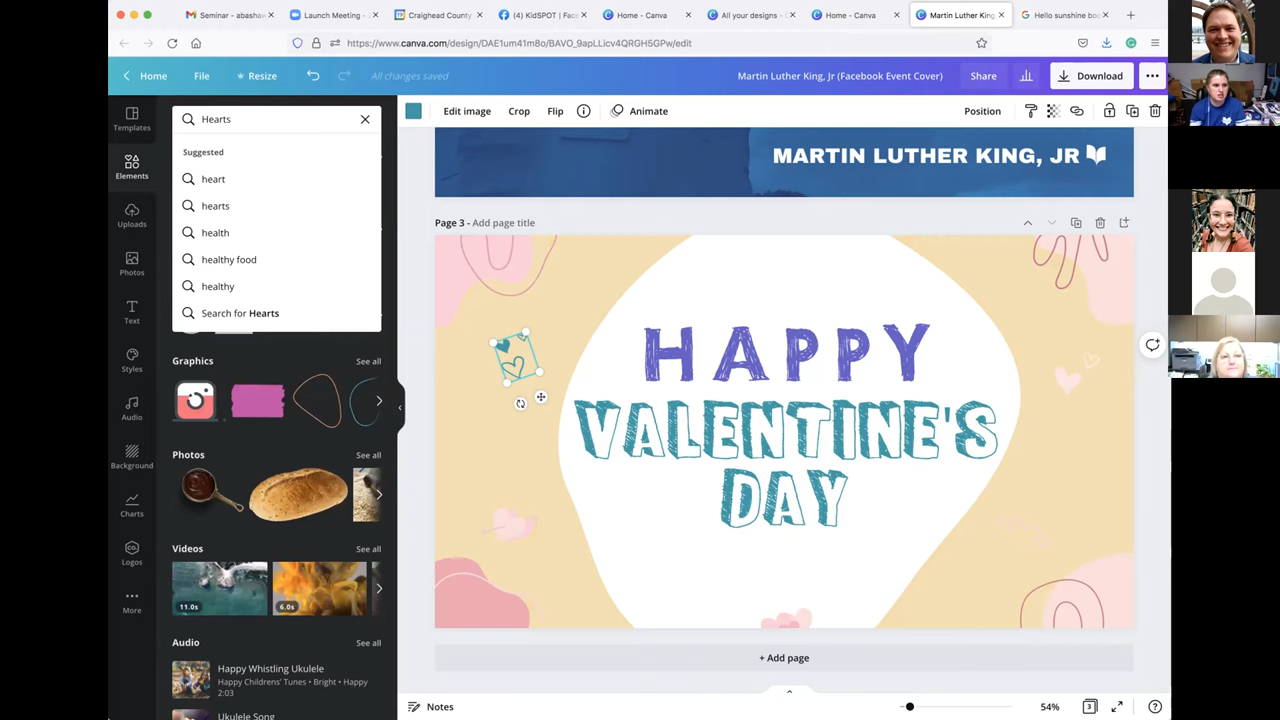 Seminar - abashaw
Launch Meeting -
Craighead County
(4) KidSPOT | Face
Home - Canva
All your designs - C
Home - Canva
Martin Luther King,
Hello sunshine boo
https://www.canva.com/design/DAE1um41m8o/BAVO_9apLLicv4QRGH5GPw/edit
Home
File
Resize
All changes saved
Martin Luther King, Jr (Facebook Event Cover)
Share
Download
Templates
Elements
Uploads
Photos
Text
Styles
Audio
Background
Charts
Logos
More
Hearts
Suggested
heart
hearts
health
healthy food
healthy
Search for Hearts
Graphics
See all
Photos
See all
Videos
See all
11.0s
6.0s
Audio
See all
Happy Whistling Ukulele
Happy Childrens' Tunes • Bright • Happy
2:03
Ukulele Song
Edit image
Crop
Flip
Animate
Position
MARTIN LUTHER KING, JR
Page 3 - Add page title
HAPPY
VALENTINE'S
DAY
+ Add page
Notes
54%
3